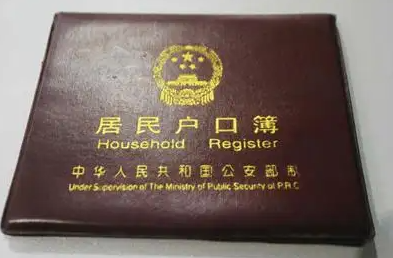 居民户口簿
Household Register
中华人民共和国公安部制
Under Supervision of The Ministry of Public Security of P.R.C